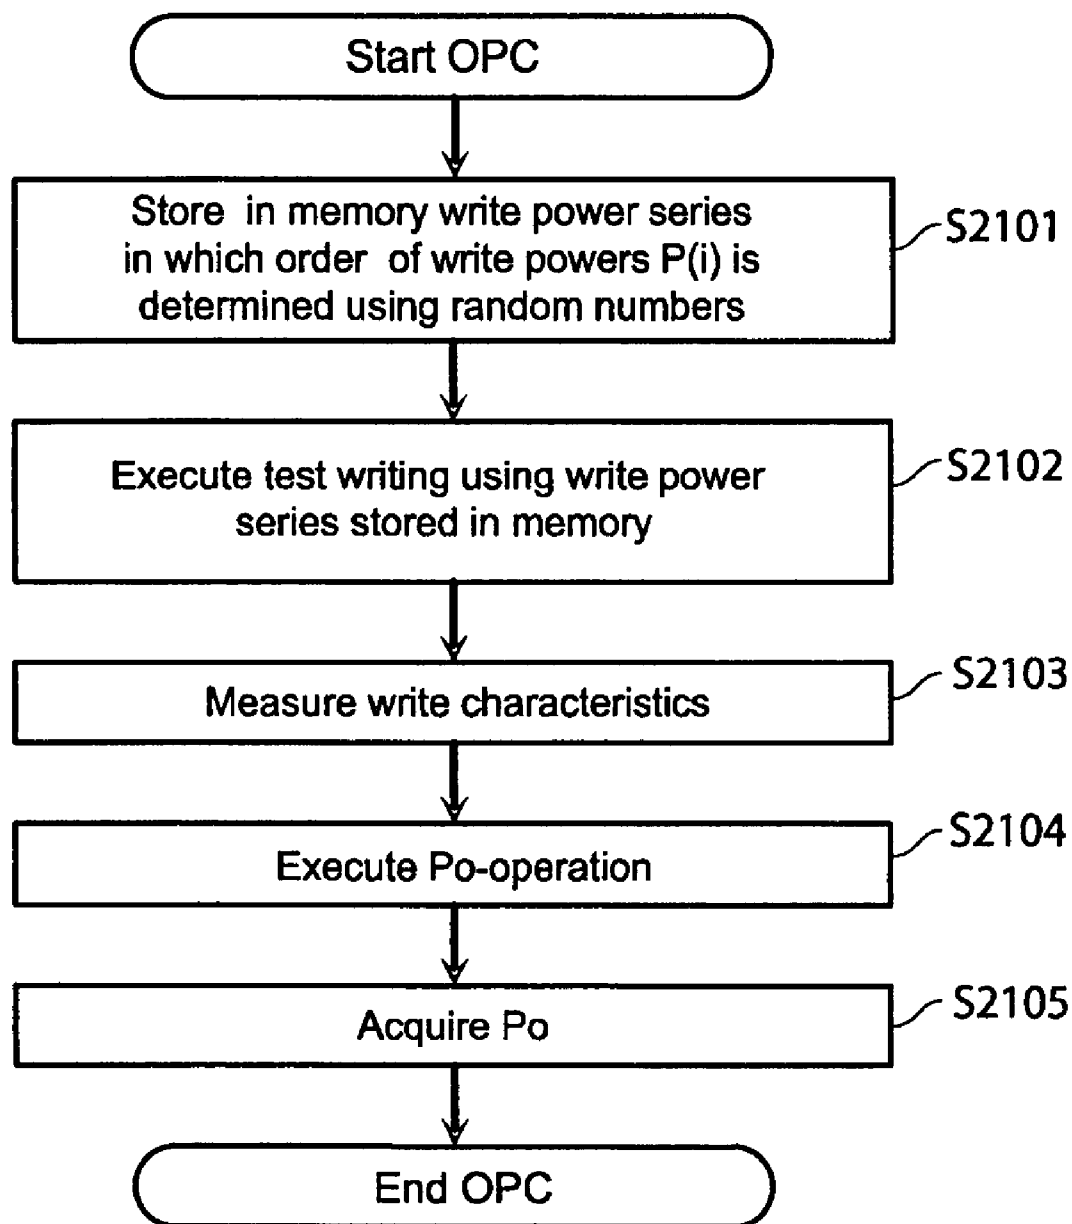 Start OPC
Store in memory write power series
in which order of write powers P(i) is
determined using random numbers
S2101
Execute test writing using write power
series stored in memory
S2102
Measure write characteristics
S2103
Execute Po-operation
S2104
Acquire Po
S2105
End OPC